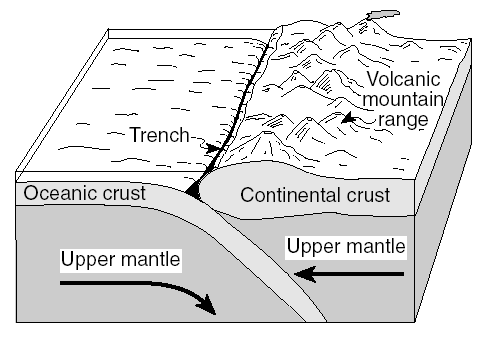 Volcanic
mountain
range
Trench
Oceanic crust
Continental crust
Upper mantle
Upper mantle